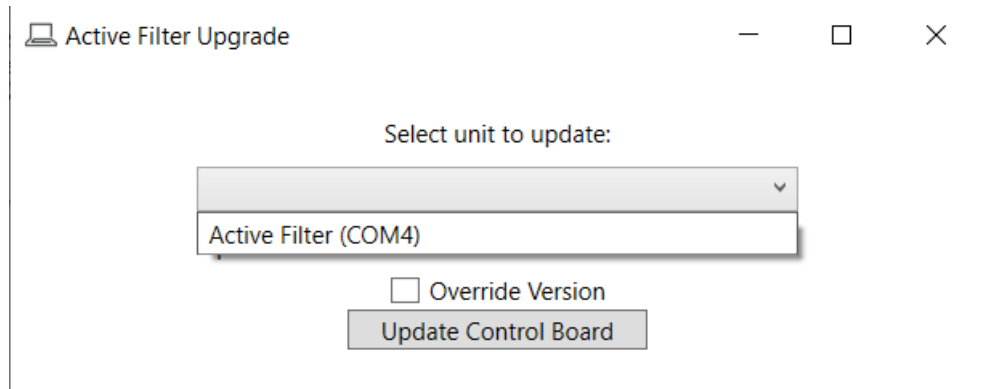 Active Filter Upgrade
Select unit to update:
Active Filter (COM4)
Override Version
Update Control Board